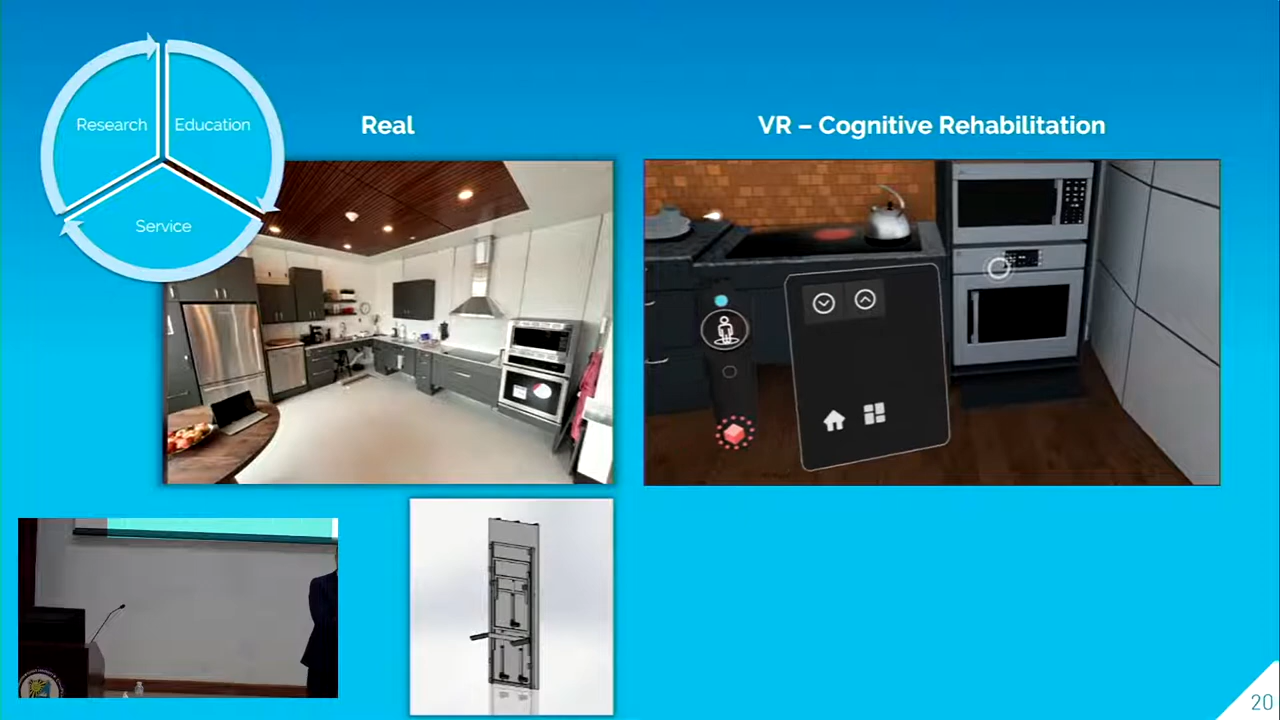 Research
Education
Service
Real
VR – Cognitive Rehabilitation
20